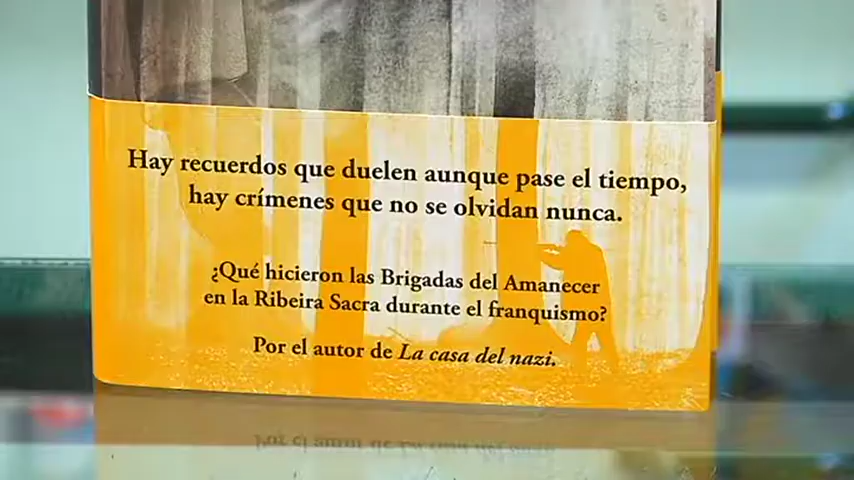 Hay recuerdos que duelen aunque pase el tiempo,
hay crímenes que no se olvidan nunca.
¿Qué hicieron las Brigadas del Amanecer
en la Ribeira Sacra durante el franquismo?
Por el autor de La casa del nazi.